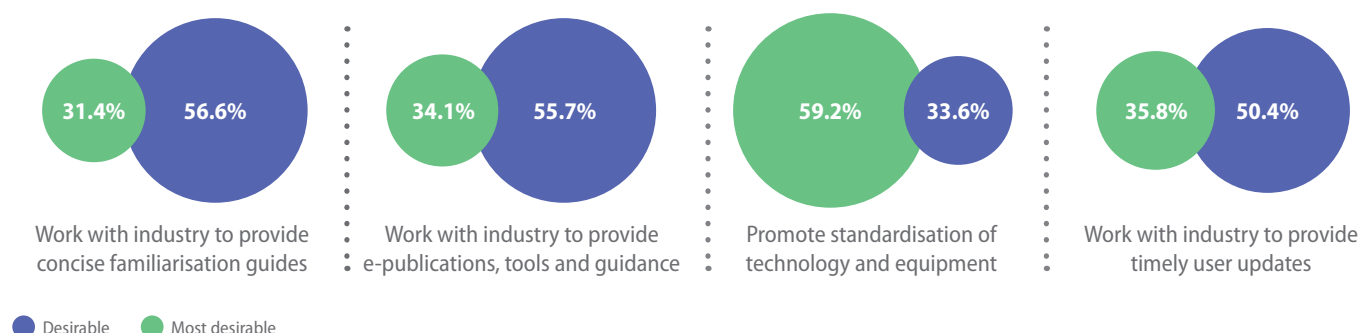 31.4% 56.6%
34.1% 55.7%
59.2% 33.6%
35.8% 50.4%
Work with industry to provide
concise familiarisation guides
Work with industry to provide
e-publications, tools and guidance
Promote standardisation of
technology and equipment
Work with industry to provide
timely user updates
Desirable Most desirable